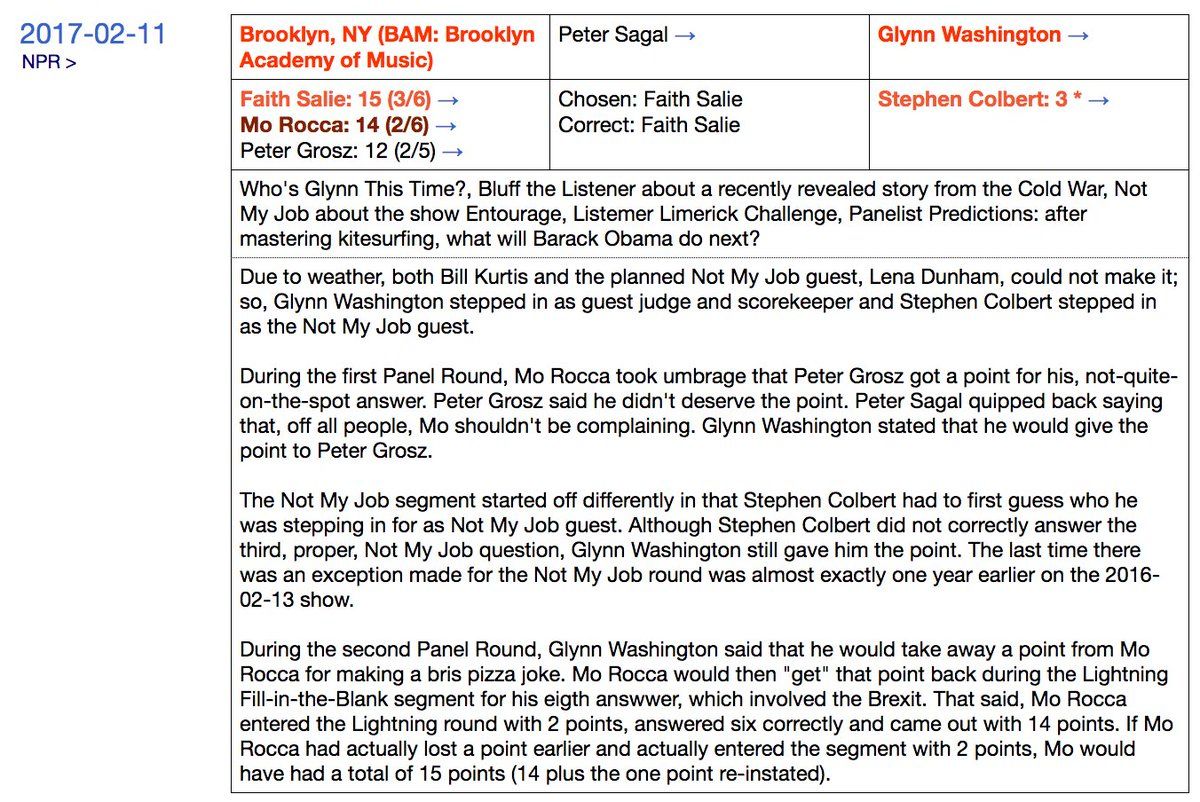 2017-02-11
NPR >
Brooklyn, NY (BAM: Brooklyn
Academy of Music)
Peter Sagal →
Glynn Washington →
Faith Salie: 15 (3/6) →
Mo Rocca: 14 (2/6) →
Peter Grosz: 12 (2/5) →
Chosen: Faith Salie
Correct: Faith Salie
Stephen Colbert: 3 * →
Who's Glynn This Time?, Bluff the Listener about a recently revealed story from the Cold War, Not
My Job about the show Entourage, Listemer Limerick Challenge, Panelist Predictions: after
mastering kitesurfing, what will Barack Obama do next?
Due to weather, both Bill Kurtis and the planned Not My Job guest, Lena Dunham, could not make it;
so, Glynn Washington stepped in as guest judge and scorekeeper and Stephen Colbert stepped in
as the Not My Job guest.
During the first Panel Round, Mo Rocca took umbrage that Peter Grosz got a point for his, not-quite-
on-the-spot answer. Peter Grosz said he didn't deserve the point. Peter Sagal quipped back saying
that, off all people, Mo shouldn't be complaining. Glynn Washington stated that he would give the
point to Peter Grosz.
The Not My Job segment started off differently in that Stephen Colbert had to first guess who he
was stepping in for as Not My Job guest. Although Stephen Colbert did not correctly answer the
third, proper, Not My Job question, Glynn Washington still gave him the point. The last time there
was an exception made for the Not My Job round was almost exactly one year earlier on the 2016-
02-13 show.
During the second Panel Round, Glynn Washington said that he would take away a point from Mo
Rocca for making a bris pizza joke. Mo Rocca would then "get" that point back during the Lightning
Fill-in-the-Blank segment for his eigth answwer, which involved the Brexit. That said, Mo Rocca
entered the Lightning round with 2 points, answered six correctly and came out with 14 points. If Mo
Rocca had actually lost a point earlier and actually entered the segment with 2 points, Mo would
have had a total of 15 points (14 plus the one point re-instated).